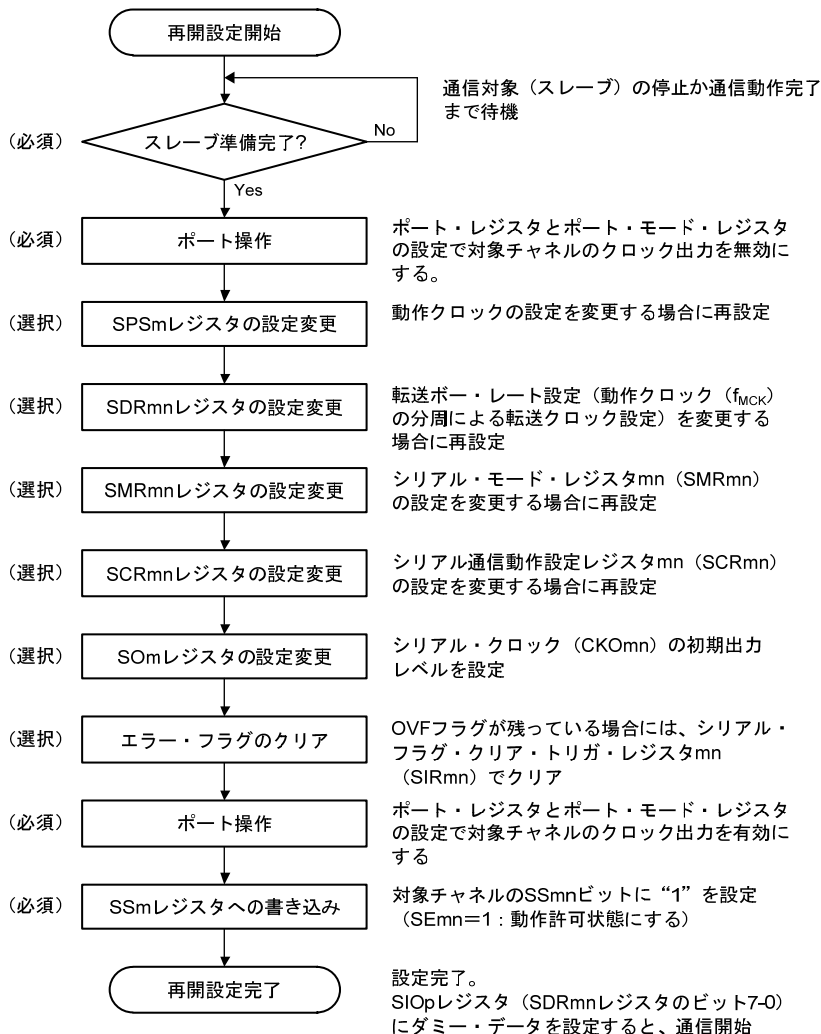 再開設定開始
通信対象（スレーブ）の停止か通信動作完了
まで待機
（必須）
スレーブ準備完了?
No
Yes
（必須）
ポート操作
ポート・レジスタとポート・モード・レジスタ
の設定で対象チャネルのクロック出力を無効に
する。
（選択）
SPSmレジスタの設定変更
動作クロックの設定を変更する場合に再設定
（選択）
SDRmnレジスタの設定変更
転送ボー・レート設定（動作クロック（fMCK）
の分周による転送クロック設定）を変更する
場合に再設定
（選択）
SMRmnレジスタの設定変更
シリアル・モード・レジスタmn（SMRmn）
の設定を変更する場合に再設定
（選択）
SCRmnレジスタの設定変更
シリアル通信動作設定レジスタmn（SCRmn）
の設定を変更する場合に再設定
（選択）
SOmレジスタの設定変更
シリアル・クロック（CKOmn）の初期出力
レベルを設定
（選択）
エラー・フラグのクリア
OVFフラグが残っている場合には、シリアル・
フラグ・クリア・トリガ・レジスタmn
（SIRmn）でクリア
（必須）
ポート操作
ポート・レジスタとポート・モード・レジスタ
の設定で対象チャネルのクロック出力を有効に
する
（必須）
SSmレジスタへの書き込み
対象チャネルのSSmnビットに“1”を設定
（SEmn＝1：動作許可状態にする）
再開設定完了
設定完了。
SIOpレジスタ（SDRmnレジスタのビット7-0）
にダミー・データを設定すると、通信開始